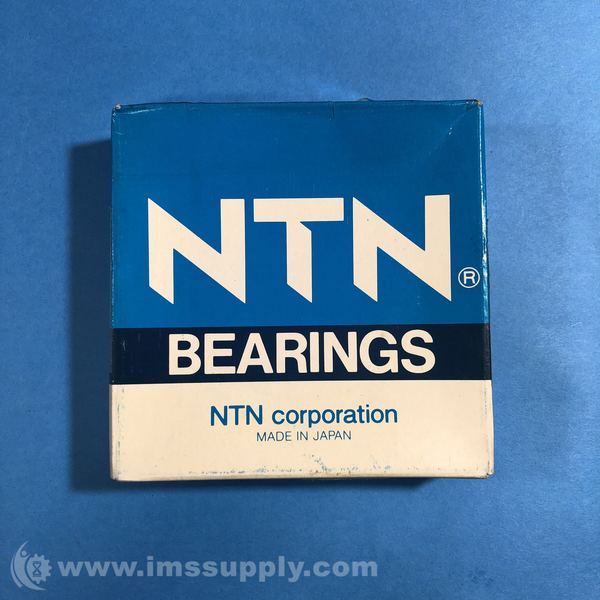 NTN®
BEARINGS
NTN corporation
MADE IN JAPAN
www.imssupply.com